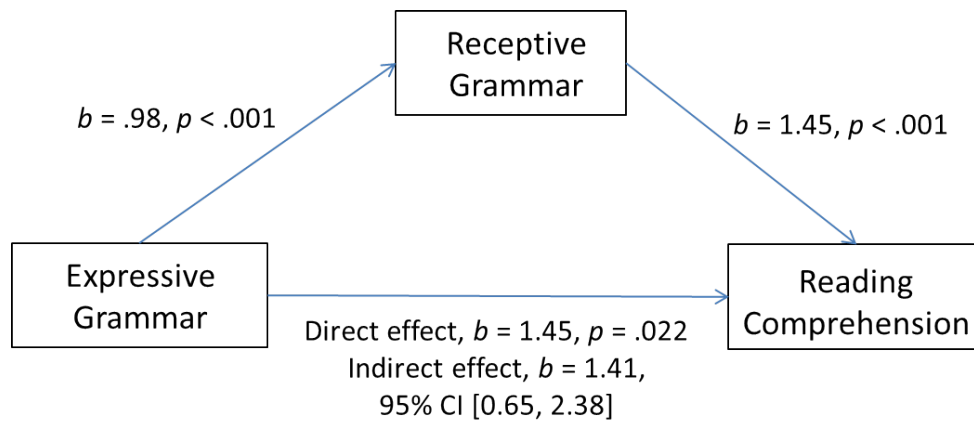 Receptive
Grammar
b = .98, p < .001
b = 1.45, p < .001
Expressive
Grammar
Reading
Comprehension
Direct effect, b = 1.45, p = .022
Indirect effect, b = 1.41,
95% CI [0.65, 2.38]